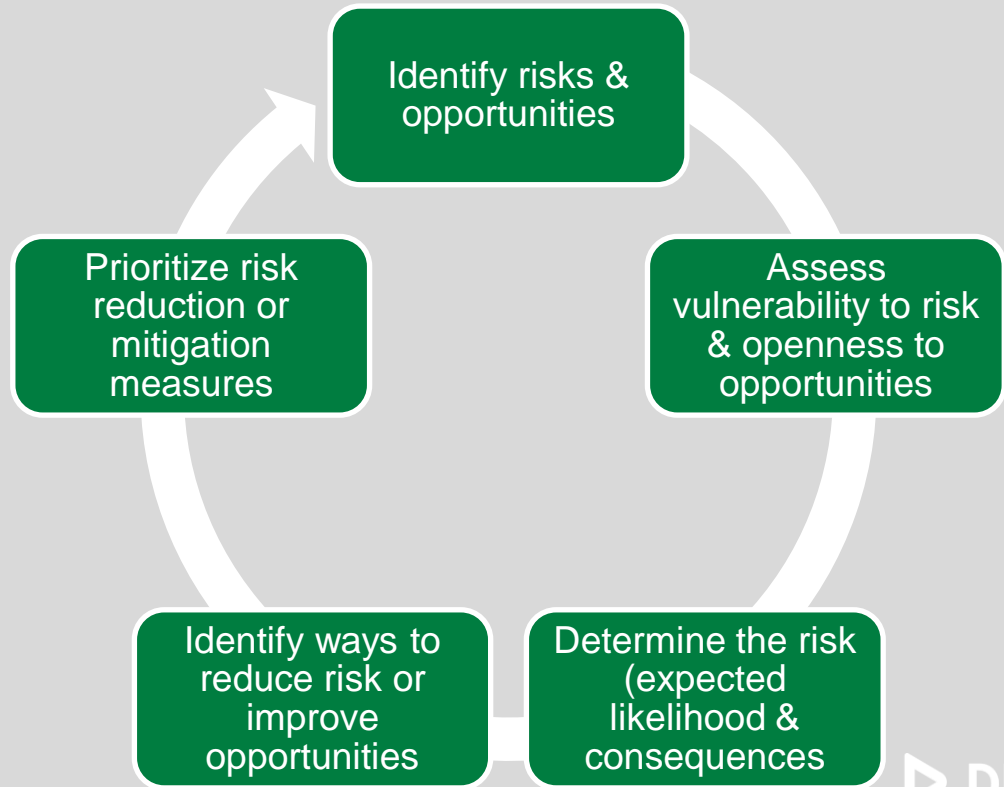 Identify risks &
opportunities
Assess
vulnerability to risk
& openness to
opportunities
Determine the risk
(expected
likelihood &
consequences
Identify ways to
reduce risk or
improve
opportunities
Prioritize risk
reduction or
mitigation
measures